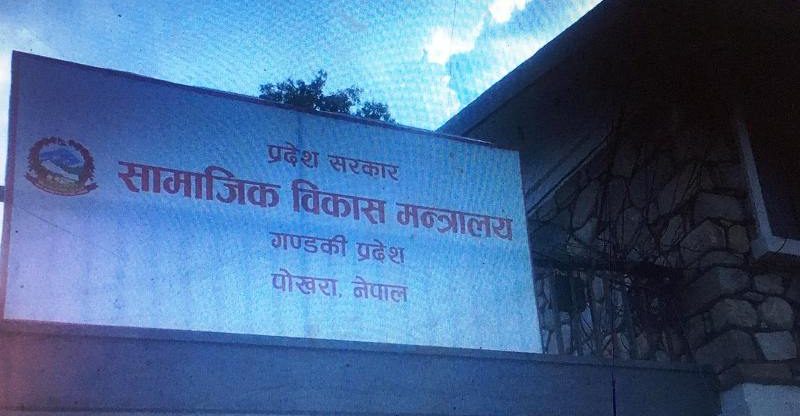 प्रदेश सरकार
सामाजिक विकास मन्त्रालय
गण्डकी प्रदेश
पोखरा, नेपाल